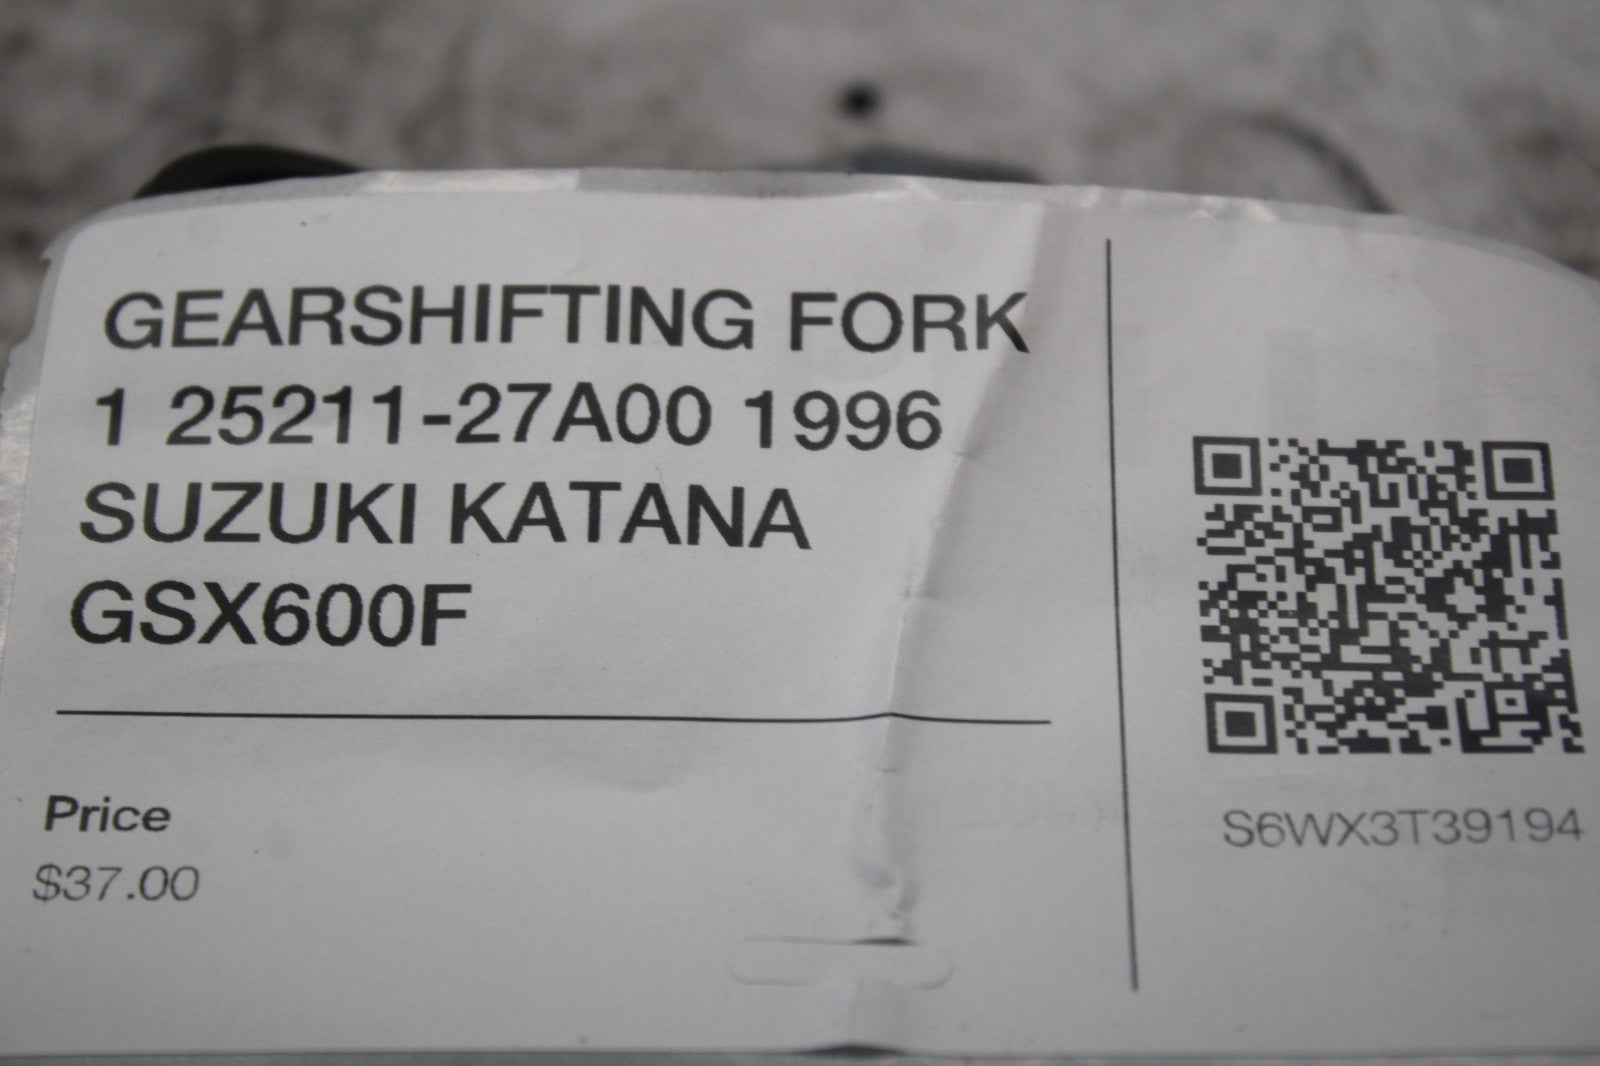 GEARSHIFTING FORK
1 25211-27A00 1996
SUZUKI KATANA
GSX600F
Price
$37.00
S6WX3T39194